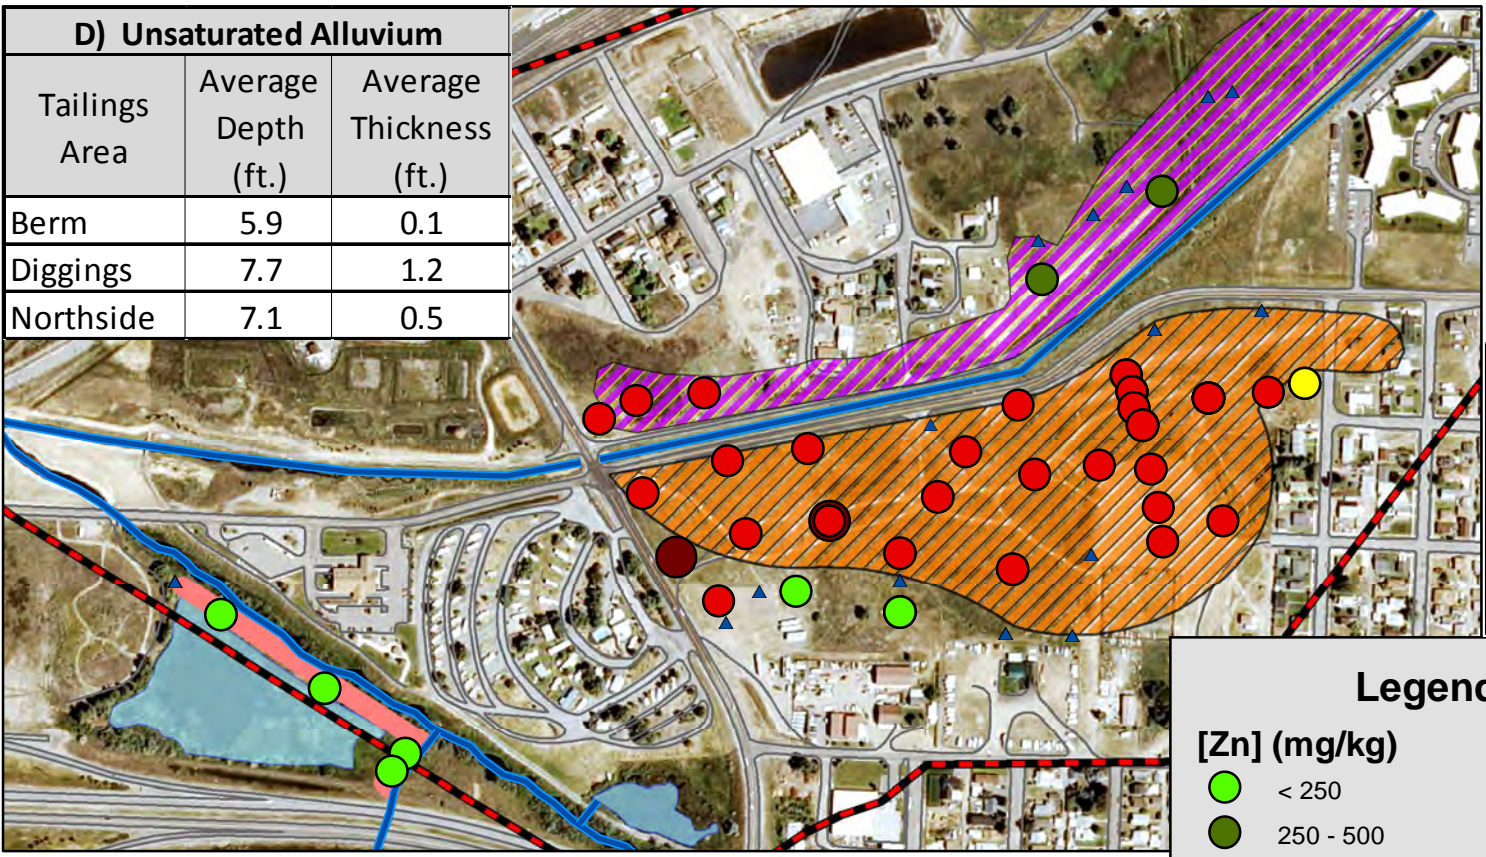 D) Unsaturated Alluvium
Tailings Area Average Depth (ft.) Average Thickness (ft.)
Berm 5.9 0.1
Diggings 7.7 1.2
Northside 7.1 0.5
Legend
[Zn] (mg/kg)
< 250
250 - 500